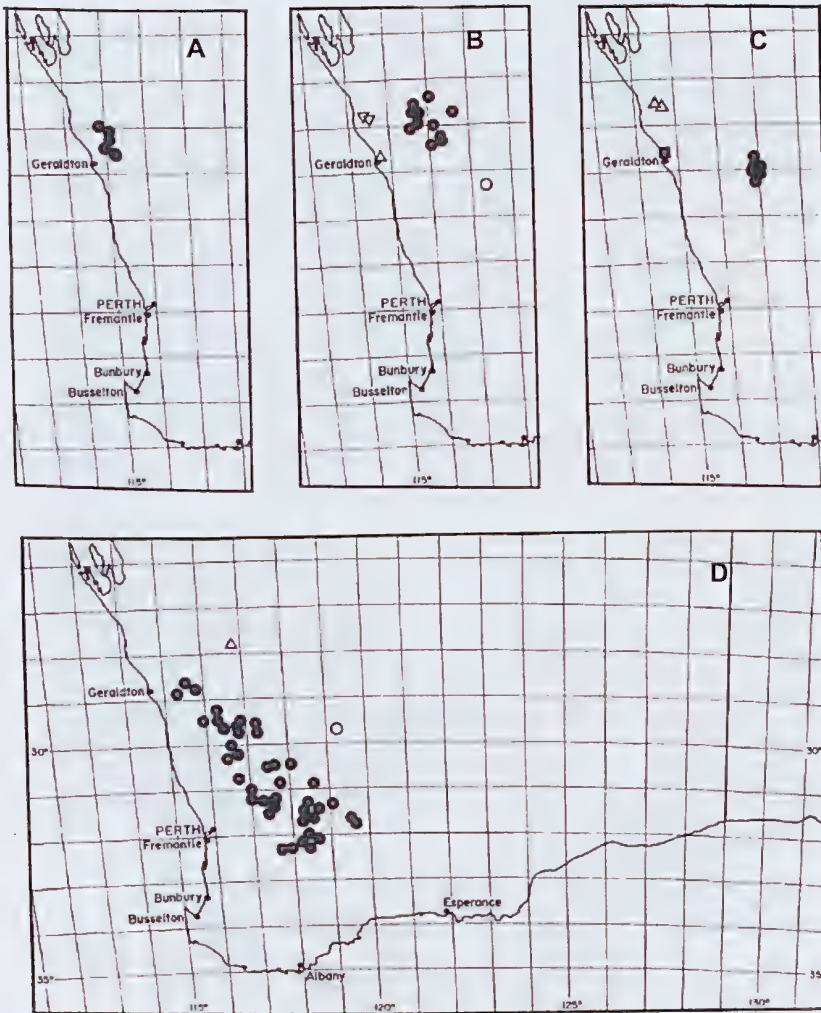 A
Geraldton
PERTH
Fremantle
Bunbury
Busselton
115°
B
Geraldton
PERTH
Fremantle
Bunbury
Busselton
115°
C
Geraldton
PERTH
Fremantle
Bunbury
Busselton
115°
D
Geraldton
30°
30°
PERTH
Fremantle
Bunbury
Busselton
Esperance
35°
Albany
35°
115°
120°
125°
130°